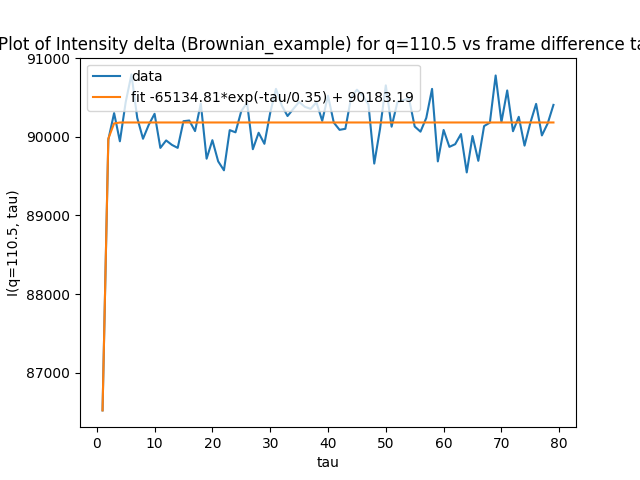 Plot of Intensity delta (Brownian_example) for q=110.5 vs frame difference ta
91000
90000
89000
88000
87000
I(q=110.5, tau)
data
fit -65134.81*exp(-tau/0.35) + 90183.19
0 10 20 30 40 50 60 70 80
tau